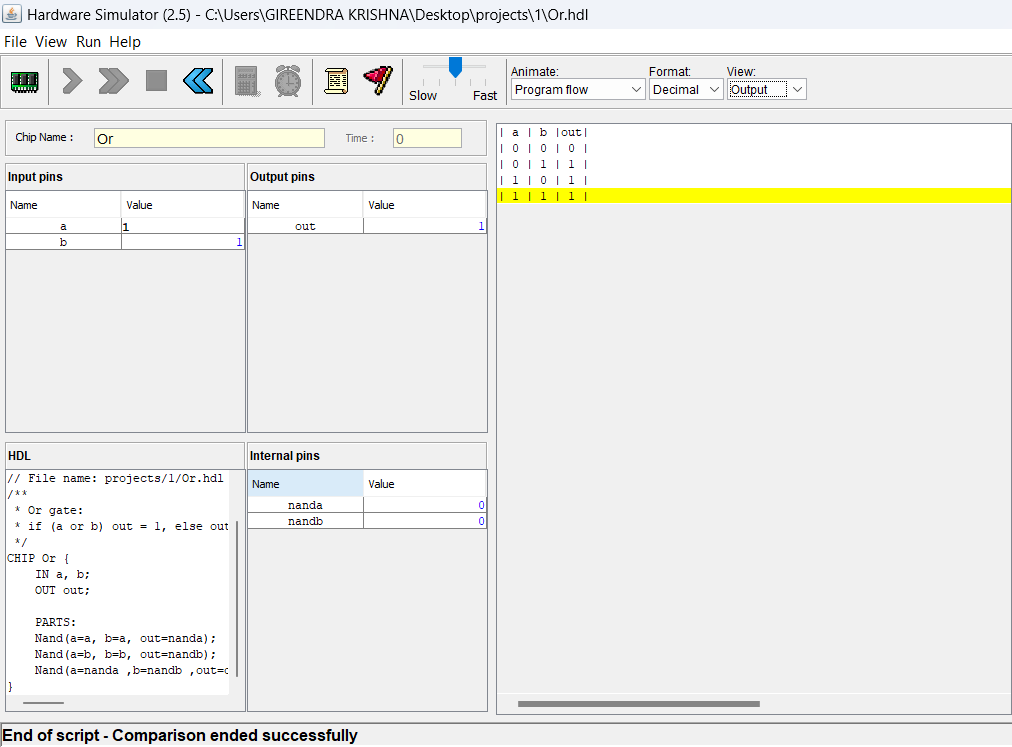 Hardware Simulator (2.5) - C:\Users\GIREENDRA KRISHNA\Desktop\projects\1\Or.hdl
File View Run Help
Slow Fast
Animate: Format: View:
Program flow Decimal Output
Chip Name : Or Time : 0
Input pins
Name Value
a 1
b 1
Output pins
Name Value
out 1
HDL
// File name: projects/1/Or.hdl
/**
 * Or gate:
 * if (a or b) out = 1, else out
 */
CHIP Or {
    IN a, b;
    OUT out;
    PARTS:
    Nand(a=a, b=a, out=nanda);
    Nand(a=b, b=b, out=nandb);
    Nand(a=nanda ,b=nandb ,out=o
}
Internal pins
Name Value
nanda 0
nandb 0
| a | b |out|
| 0 | 0 | 0 |
| 0 | 1 | 1 |
| 1 | 0 | 1 |
| 1 | 1 | 1 |
End of script - Comparison ended successfully